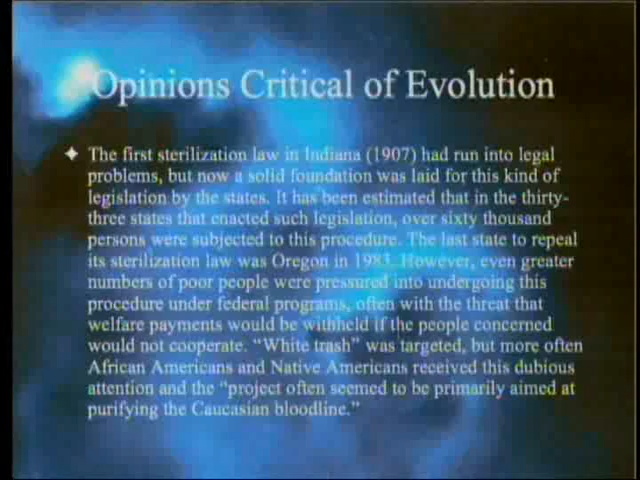 Opinions Critical of Evolution
The first sterilization law in Indiana (1907) had run into legal
problems, but now a solid foundation was laid for this kind of
legislation by the states. It has been estimated that in the thirty-
three states that enacted such legislation, over sixty thousand
persons were subjected to this procedure. The last state to repeal
its sterilization law was Oregon in 1983. However, even greater
numbers of poor people were pressured into undergoing this
procedure under federal programs, often with the threat that
welfare payments would be withheld if the people concerned
would not cooperate. “White trash” was targeted, but more often
African Americans and Native Americans received this dubious
attention and the “project often seemed to be primarily aimed at
purifying the Caucasian bloodline.”